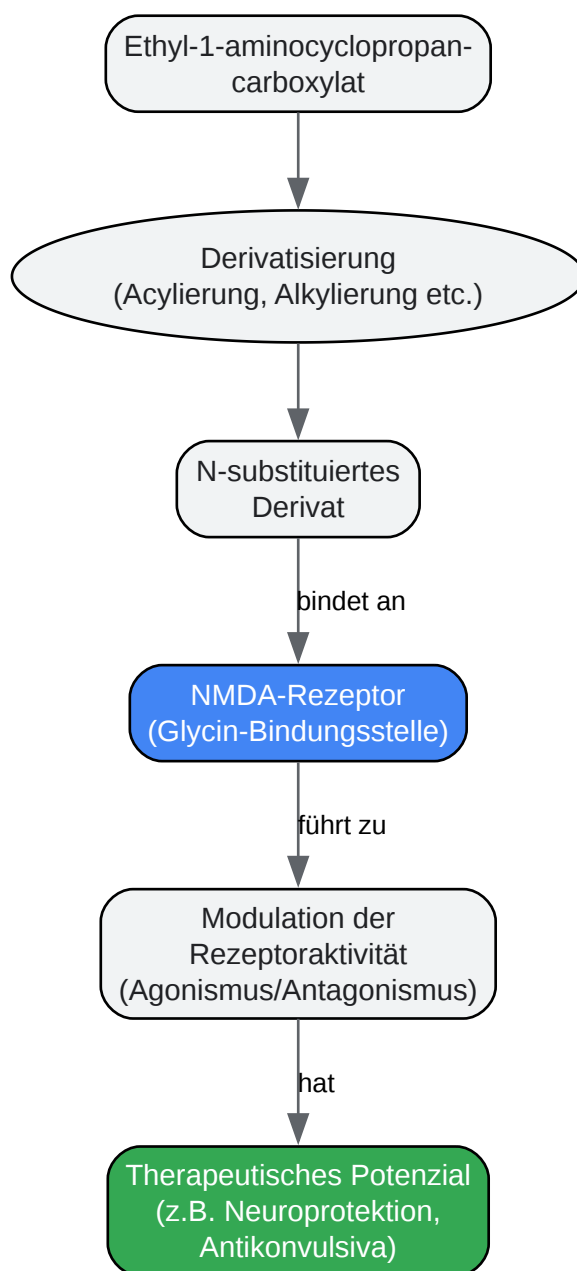 Ethyl-1-aminocyclopropan-
carboxylat
Derivatisierung
(Acylierung, Alkylierung etc.)
N-substituiertes
Derivat
bindet an
NMDA-Rezeptor
(Glycin-Bindungsstelle)
führt zu
Modulation der
Rezeptoraktivität
(Agonismus/Antagonismus)
hat
Therapeutisches Potenzial
(z.B. Neuroprotektion,
Antikonvulsiva)